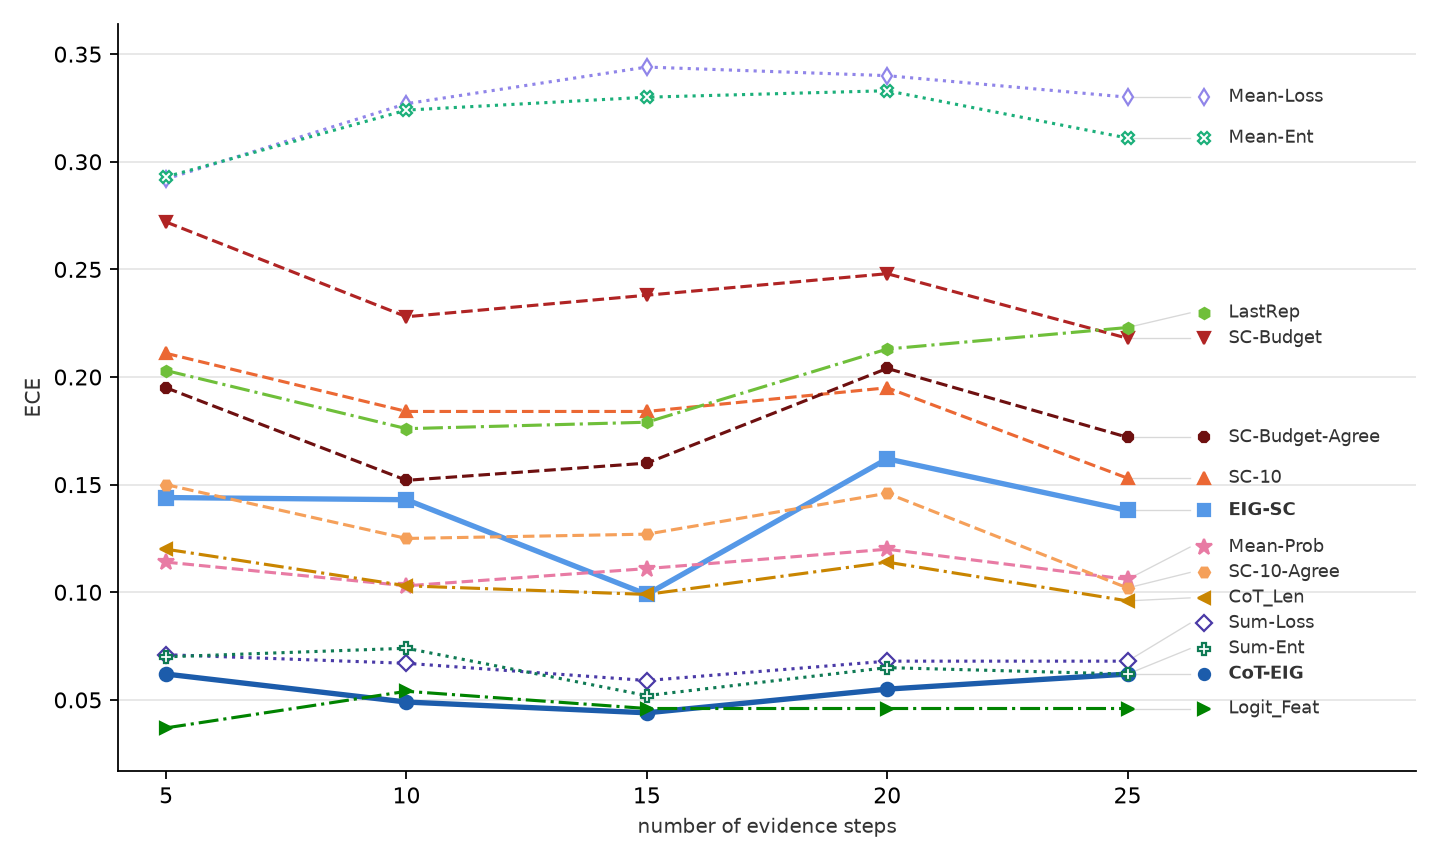 0.35
0.30
0.25
0.20
0.15
0.10
0.05
ECE
5
10
15
20
25
number of evidence steps
Mean-Loss
Mean-Ent
LastRep
SC-Budget
SC-Budget-Agree
SC-10
EIG-SC
Mean-Prob
SC-10-Agree
CoT_Len
Sum-Loss
Sum-Ent
CoT-EIG
Logit_Feat